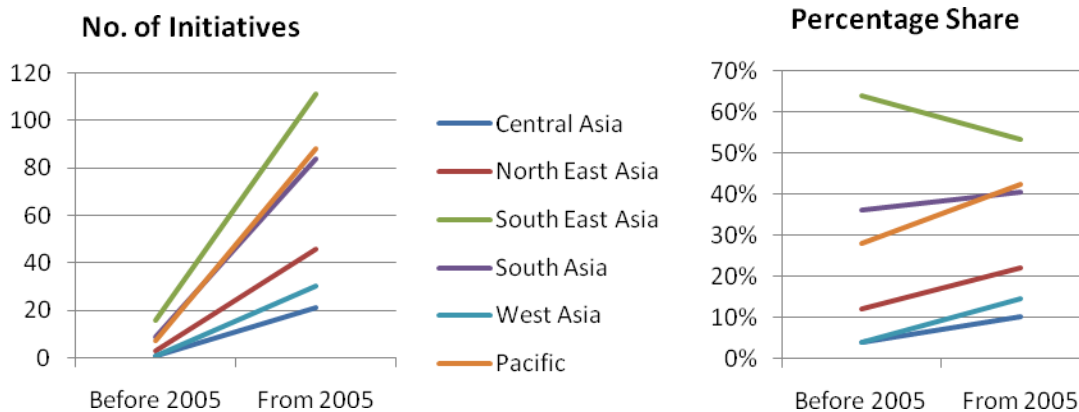 No. of Initiatives
120
100
80
60
40
20
0
Before 2005 From 2005
Central Asia
North East Asia
South East Asia
South Asia
West Asia
Pacific
Percentage Share
70%
60%
50%
40%
30%
20%
10%
0%
Before 2005 From 2005